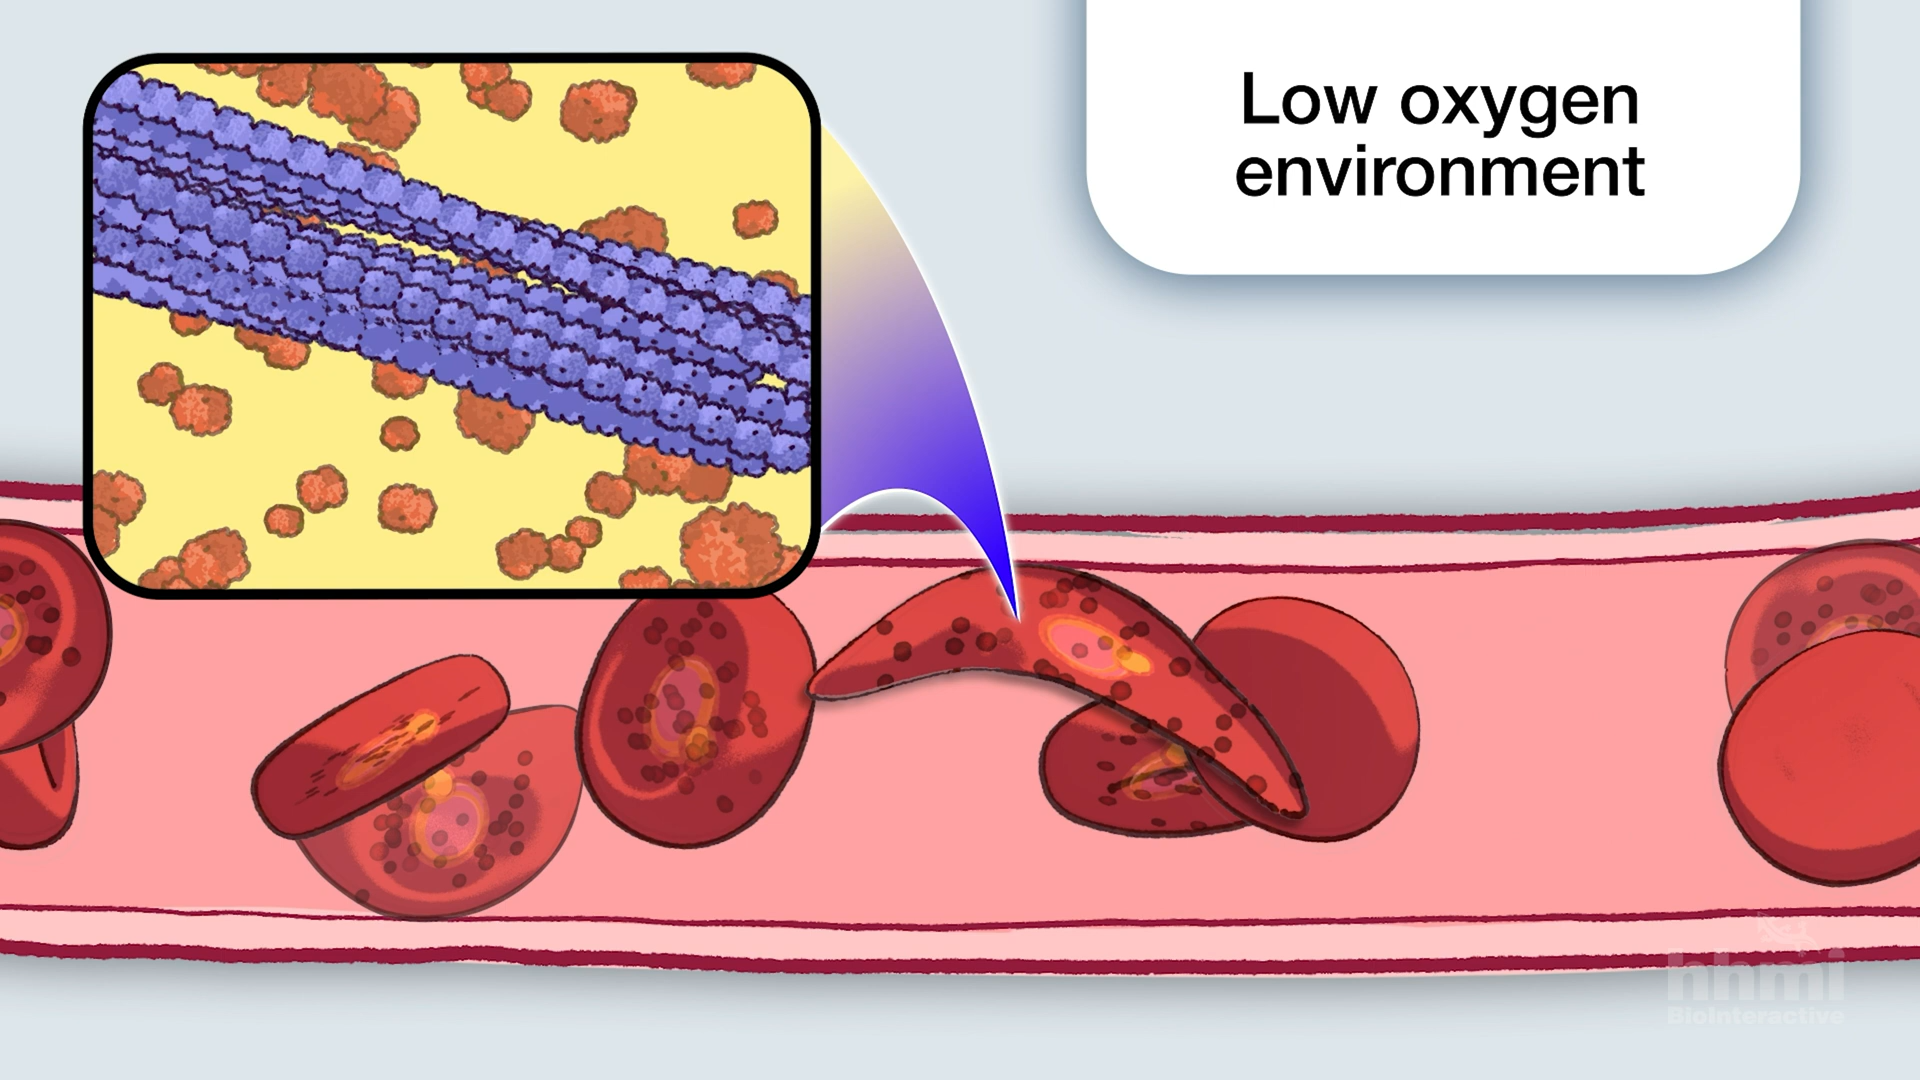 Low oxygen
environment
hhmi
BioInteractive